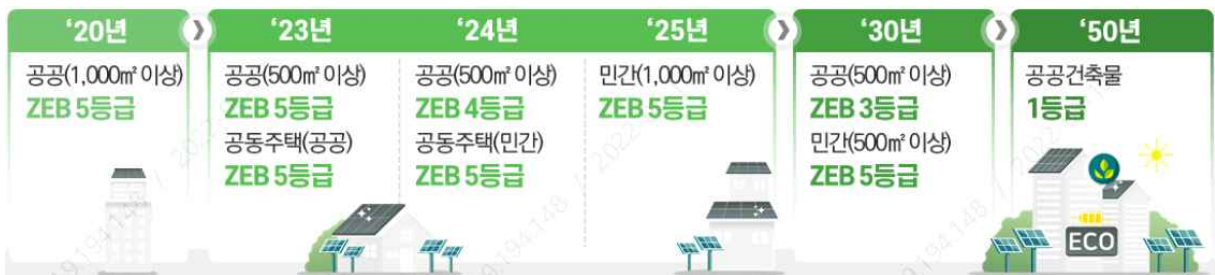 ‘20년
공공(1,000㎡ 이상)
ZEB 5등급
‘23년
공공(500㎡ 이상)
ZEB 5등급
공동주택(공공)
ZEB 5등급
‘24년
공공(500㎡ 이상)
ZEB 4등급
공동주택(민간)
ZEB 5등급
‘25년
민간(1,000㎡ 이상)
ZEB 5등급
‘30년
공공(500㎡ 이상)
ZEB 3등급
민간(500㎡ 이상)
ZEB 5등급
‘50년
공공건축물
1등급
ECO